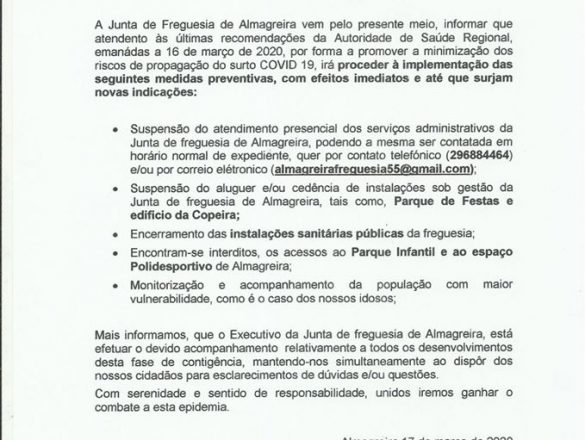 A Junta de Freguesia de Almagreira vem pelo presente meio, informar que
atendento às últimas recomendações da Autoridade de Saúde Regional,
emanádas a 16 de março de 2020, por forma a promover a minimização dos
riscos de propagação do surto COVID 19, irá proceder à implementação das
seguintes medidas preventivas, com efeitos imediatos e até que surjam
novas indicações:
• Suspensão do atendimento presencial dos serviços administrativos da
Junta de freguesia de Almagreira, podendo a mesma ser contatada em
horário normal de expediente, quer por contato telefónico (296884464)
e/ou por correio elétronico (almagreirafreguesia55@gmail.com);
• Suspensão do aluguer e/ou cedência de instalações sob gestão da
Junta de freguesia de Almagreira, tais como, Parque de Festas e
edificio da Copeira;
• Encerramento das instalações sanitárias públicas da freguesia;
• Encontram-se interditos, os acessos ao Parque Infantil e ao espaço
Polidesportivo de Almagreira;
• Monitorização e acompanhamento da população com maior
vulnerabilidade, como é o caso dos nossos idosos;
Mais informamos, que o Executivo da Junta de freguesia de Almagreira, está
efetuar o devido acompanhamento relativamente a todos os desenvolvimentos
desta fase de contigência, mantendo-nos simultaneamente ao dispôr dos
nossos cidadãos para esclarecimentos de dúvidas e/ou questões.
Com serenidade e sentido de responsabilidade, unidos iremos ganhar o
combate a esta epidemia.
Almagreira 17 de março de 2020